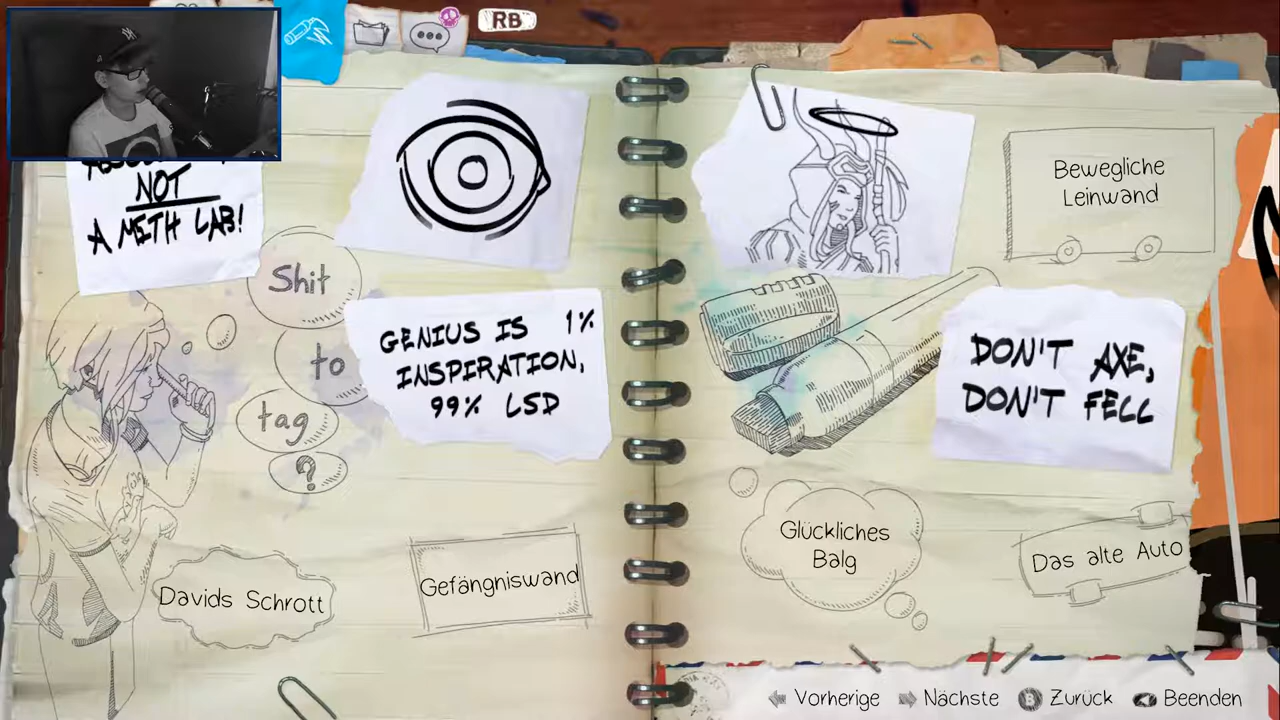 RB
NOT
A METH LAB!
Shit
to
tag
?
GENIUS IS 1%
INSPIRATION,
99% LSD
Davids Schrott
Gefängniswand
Bewegliche
Leinwand
DON'T AXE,
DON'T FELL
Glückliches
Balg
Das alte Auto
Vorherige
Nächste
B Zurück
Beenden